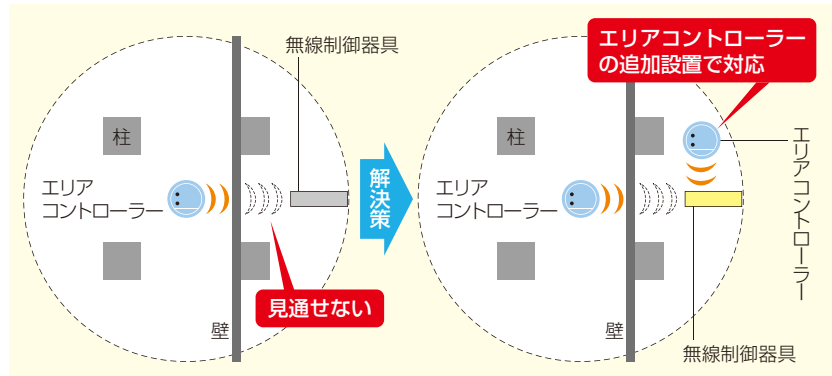 無線制御器具
柱
エリア
コントローラー
見通せない
壁
解決策
エリアコントローラー
の追加設置で対応
柱
エリア
コントローラー
エリアコントローラー
壁
無線制御器具